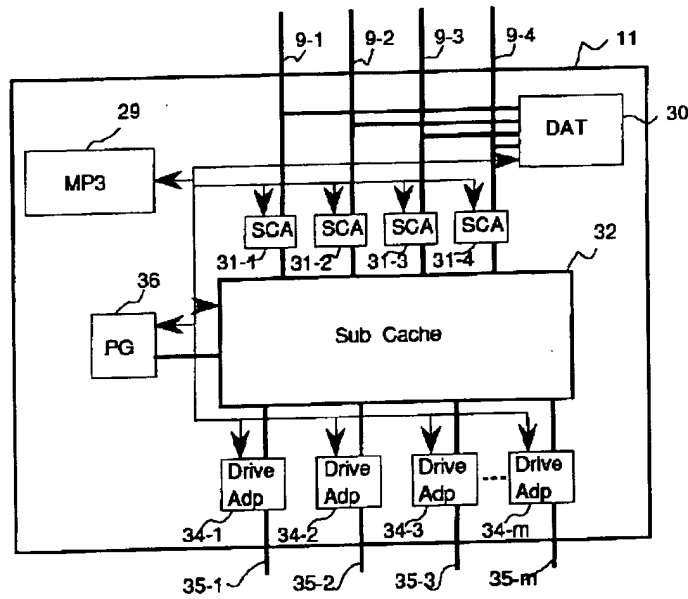 9-1 9-2 9-3 9-4 11
29 DAT 30
MP3
SCA SCA SCA SCA
31-1 31-2 31-3 31-4 32
36
PG Sub Cache
Drive Adp Drive Adp Drive Adp Drive Adp
34-1 34-2 34-3 34-m
35-1 35-2 35-3 35-m